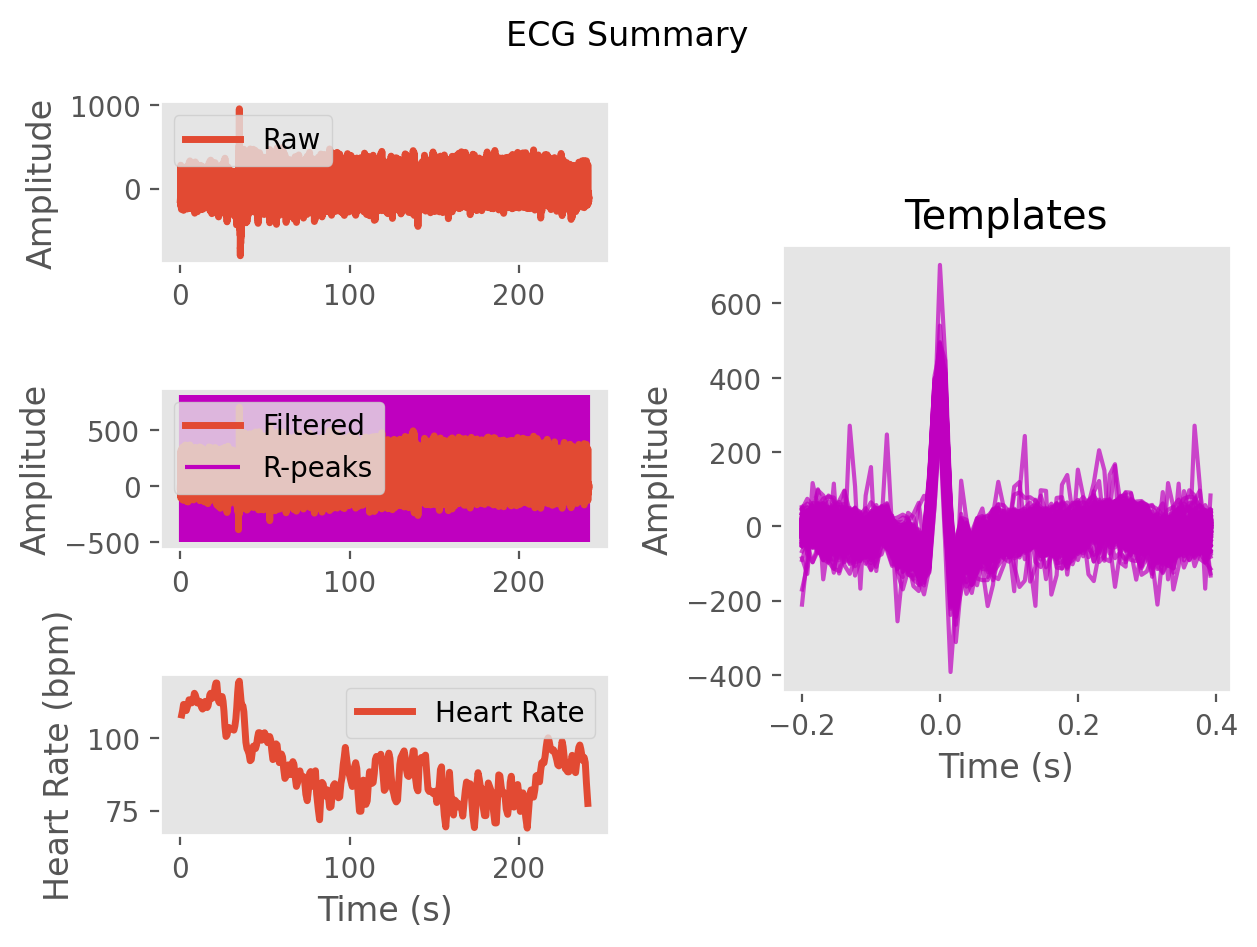 ECG Summary
Amplitude
1000
0
Raw
0 100 200
Amplitude
500
0
−500
Filtered
R-peaks
0 100 200
Heart Rate (bpm)
100
75
Heart Rate
0 100 200
Time (s)
Templates
Amplitude
600
400
200
0
−200
−400
−0.2 0.0 0.2 0.4
Time (s)